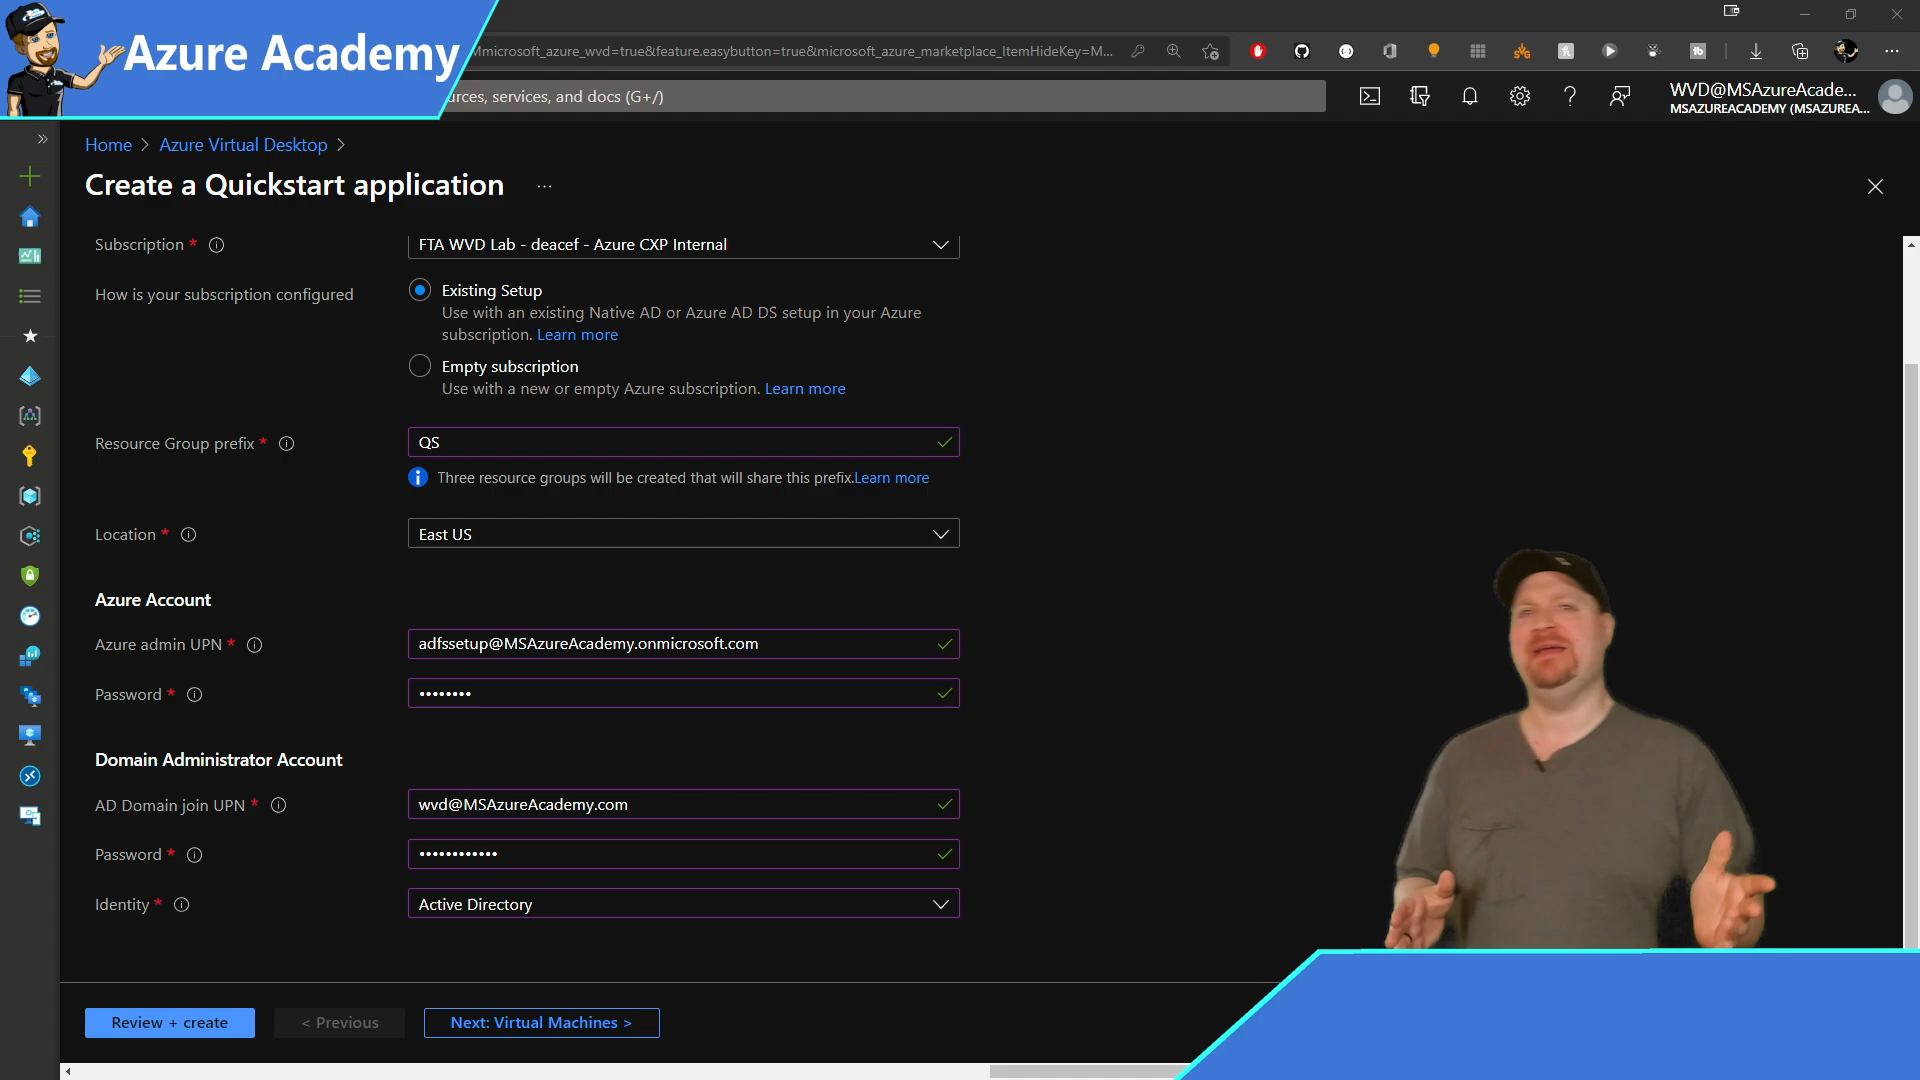 Azure Academy
Mmicrosoft_azure_wvd=true&feature.easybutton=true&microsoft_azure_marketplace_ItemHideKey=M...
urces, services, and docs (G+/)
WVD@MSAzureAcade...
MSAZUREACADEMY (MSAZUREA...
Home > Azure Virtual Desktop >
Create a Quickstart application ...
Subscription *
FTA WVD Lab - deacef - Azure CXP Internal
How is your subscription configured
Existing Setup
Use with an existing Native AD or Azure AD DS setup in your Azure
subscription. Learn more
Empty subscription
Use with a new or empty Azure subscription. Learn more
Resource Group prefix *
QS
Three resource groups will be created that will share this prefix.Learn more
Location *
East US
Azure Account
Azure admin UPN *
adfssetup@MSAzureAcademy.onmicrosoft.com
Password *
••••••••
Domain Administrator Account
AD Domain join UPN *
wvd@MSAzureAcademy.com
Password *
••••••••••••
Identity *
Active Directory
Review + create
< Previous
Next: Virtual Machines >